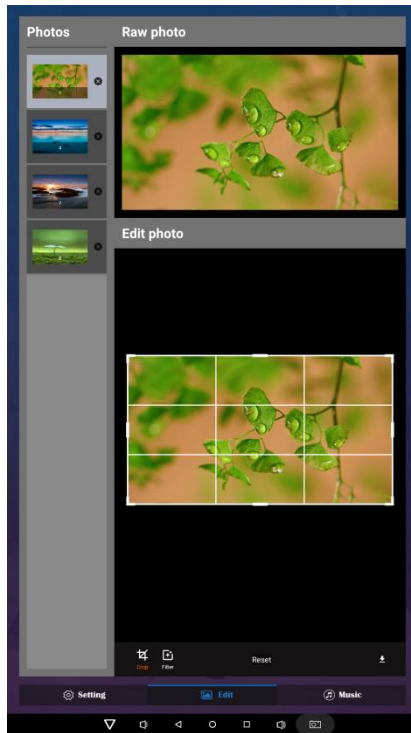 Photos
Raw photo
Edit photo
Crop
Filter
Reset
Setting
Edit
Music